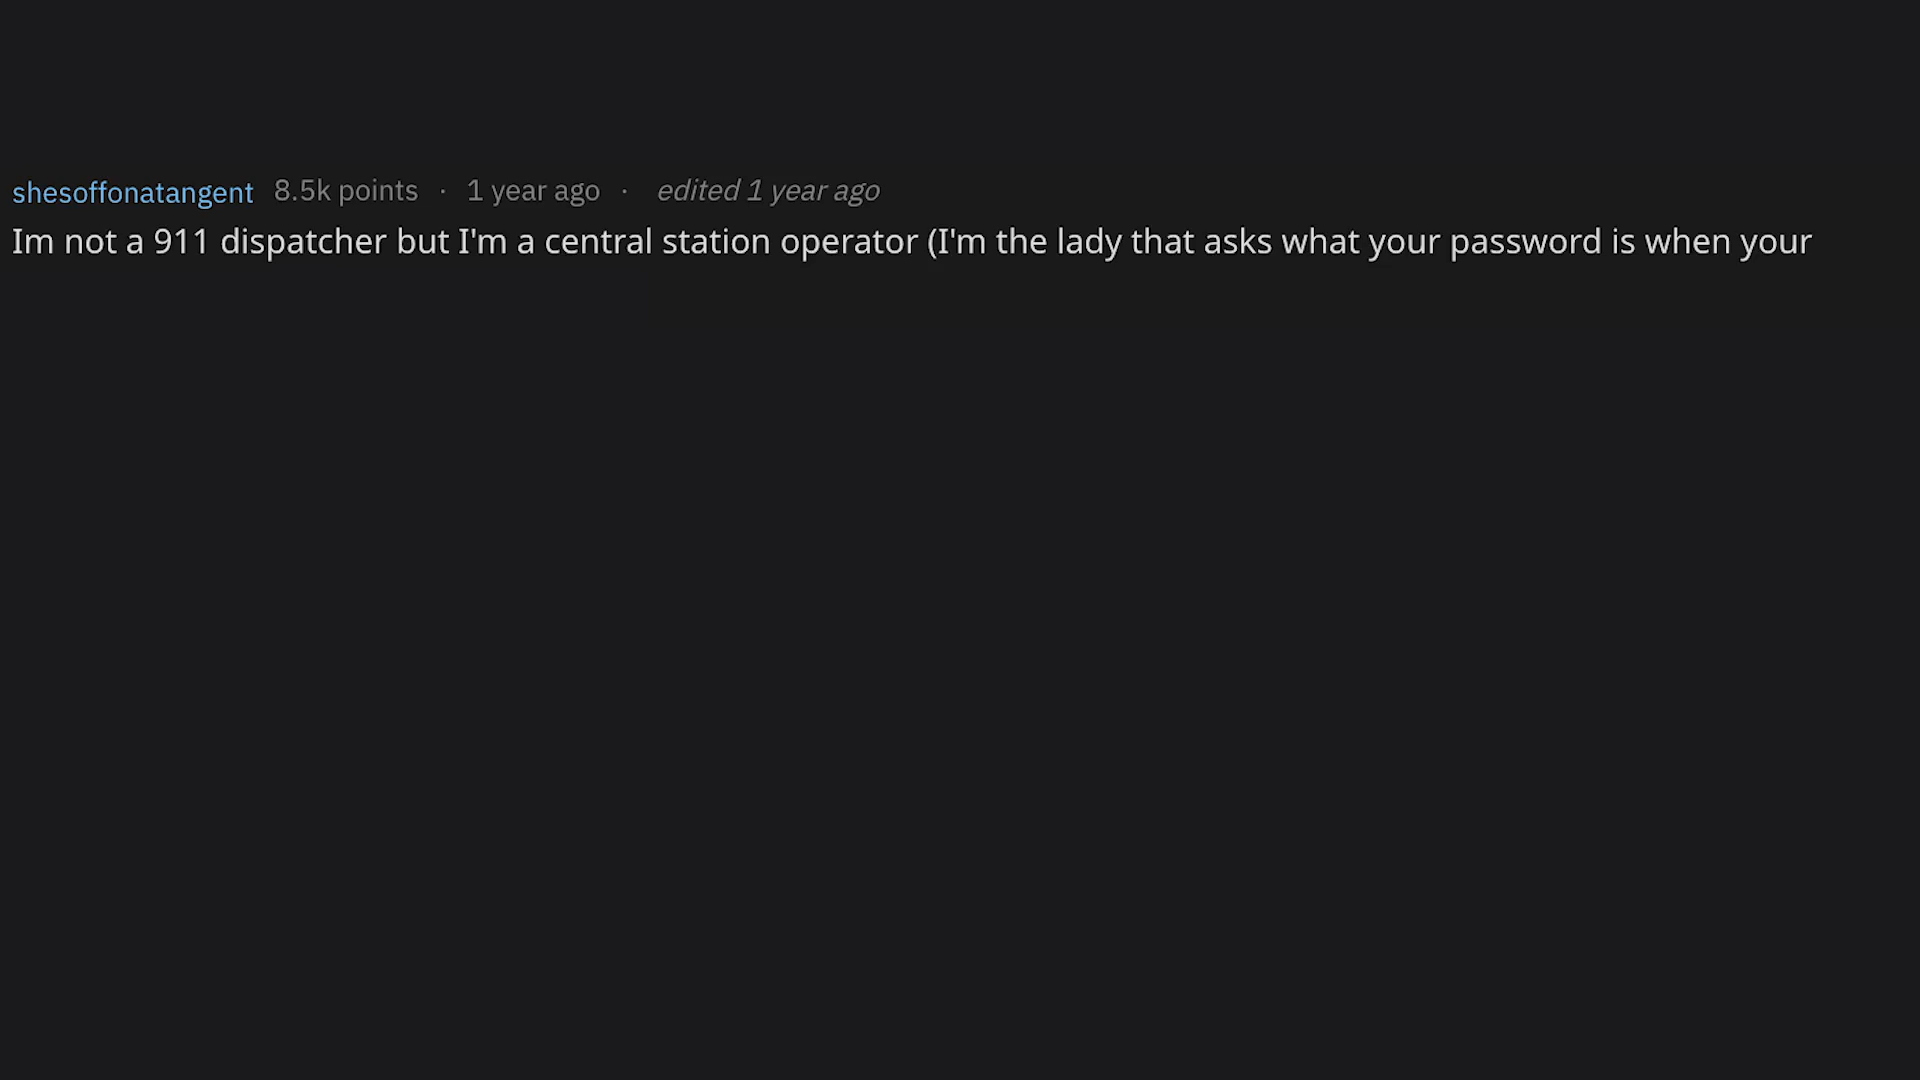 shesoffonatangent 8.5k points · 1 year ago · edited 1 year ago
Im not a 911 dispatcher but I'm a central station operator (I'm the lady that asks what your password is when your